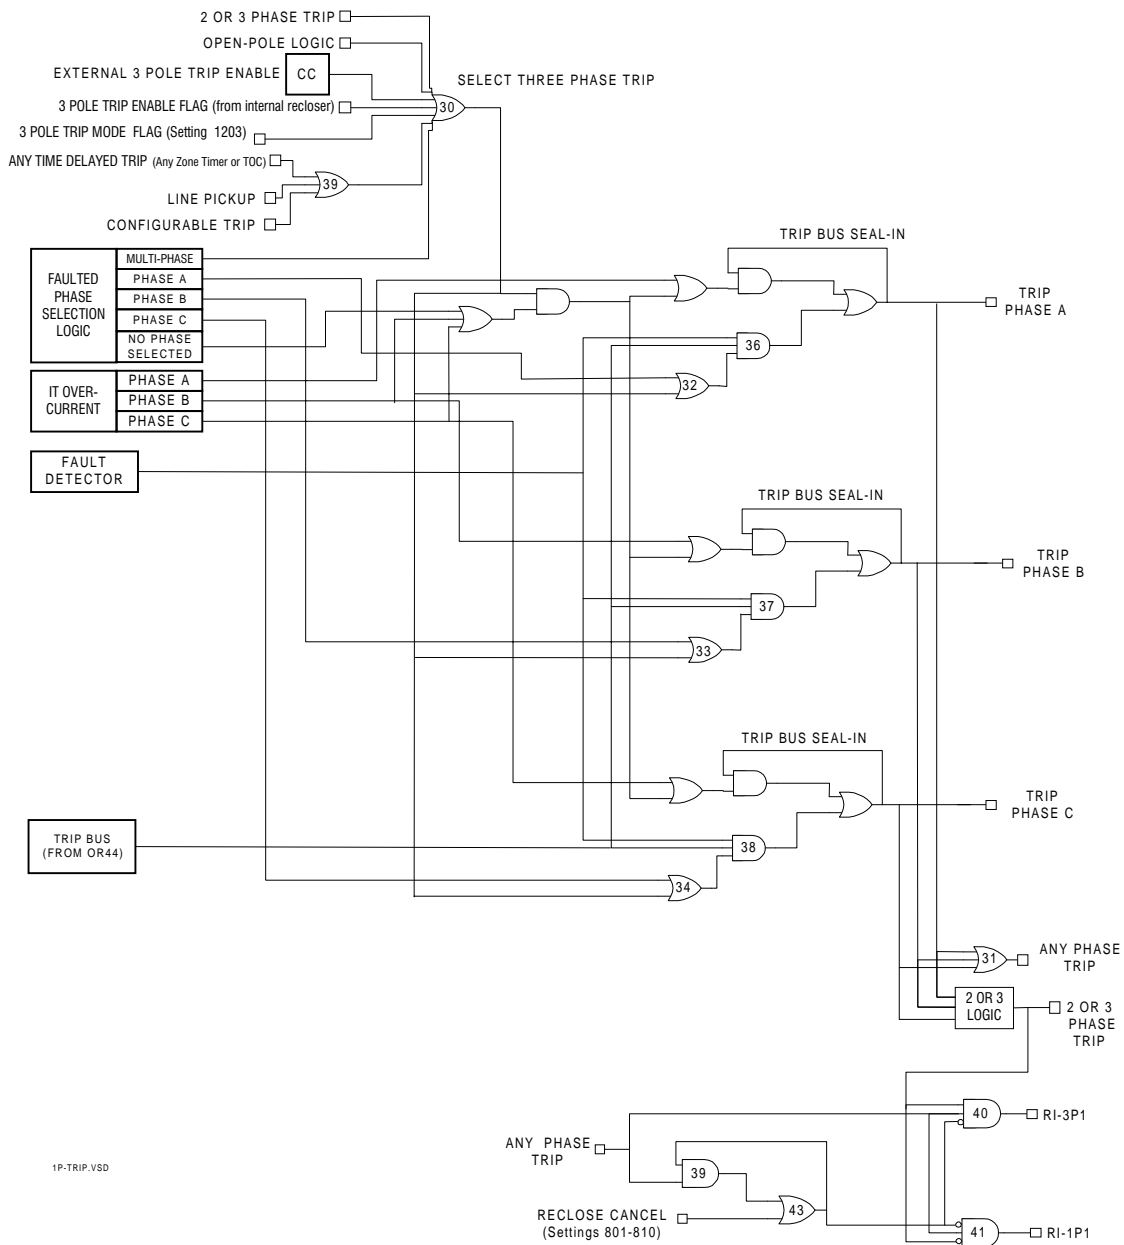 2 OR 3 PHASE TRIP
OPEN-POLE LOGIC
EXTERNAL 3 POLE TRIP ENABLE
CC
SELECT THREE PHASE TRIP
3 POLE TRIP ENABLE FLAG (from internal recloser)
30
3 POLE TRIP MODE FLAG (Setting 1203)
ANY TIME DELAYED TRIP (Any Zone Timer or TOC)
39
LINE PICKUP
CONFIGURABLE TRIP
FAULTED
PHASE
SELECTION
LOGIC
MULTI-PHASE
PHASE A
PHASE B
PHASE C
NO PHASE
SELECTED
IT OVER-
CURRENT
PHASE A
PHASE B
PHASE C
FAULT
DETECTOR
TRIP BUS SEAL-IN
TRIP
PHASE A
36
32
TRIP BUS SEAL-IN
TRIP
PHASE B
37
33
TRIP BUS SEAL-IN
TRIP
PHASE C
TRIP BUS
(FROM OR44)
38
34
31
ANY PHASE
TRIP
2 OR 3
LOGIC
2 OR 3
PHASE
TRIP
40
RI-3P1
ANY PHASE
TRIP
39
43
RECLOSE CANCEL
(Settings 801-810)
41
RI-1P1
1P-TRIP.VSD